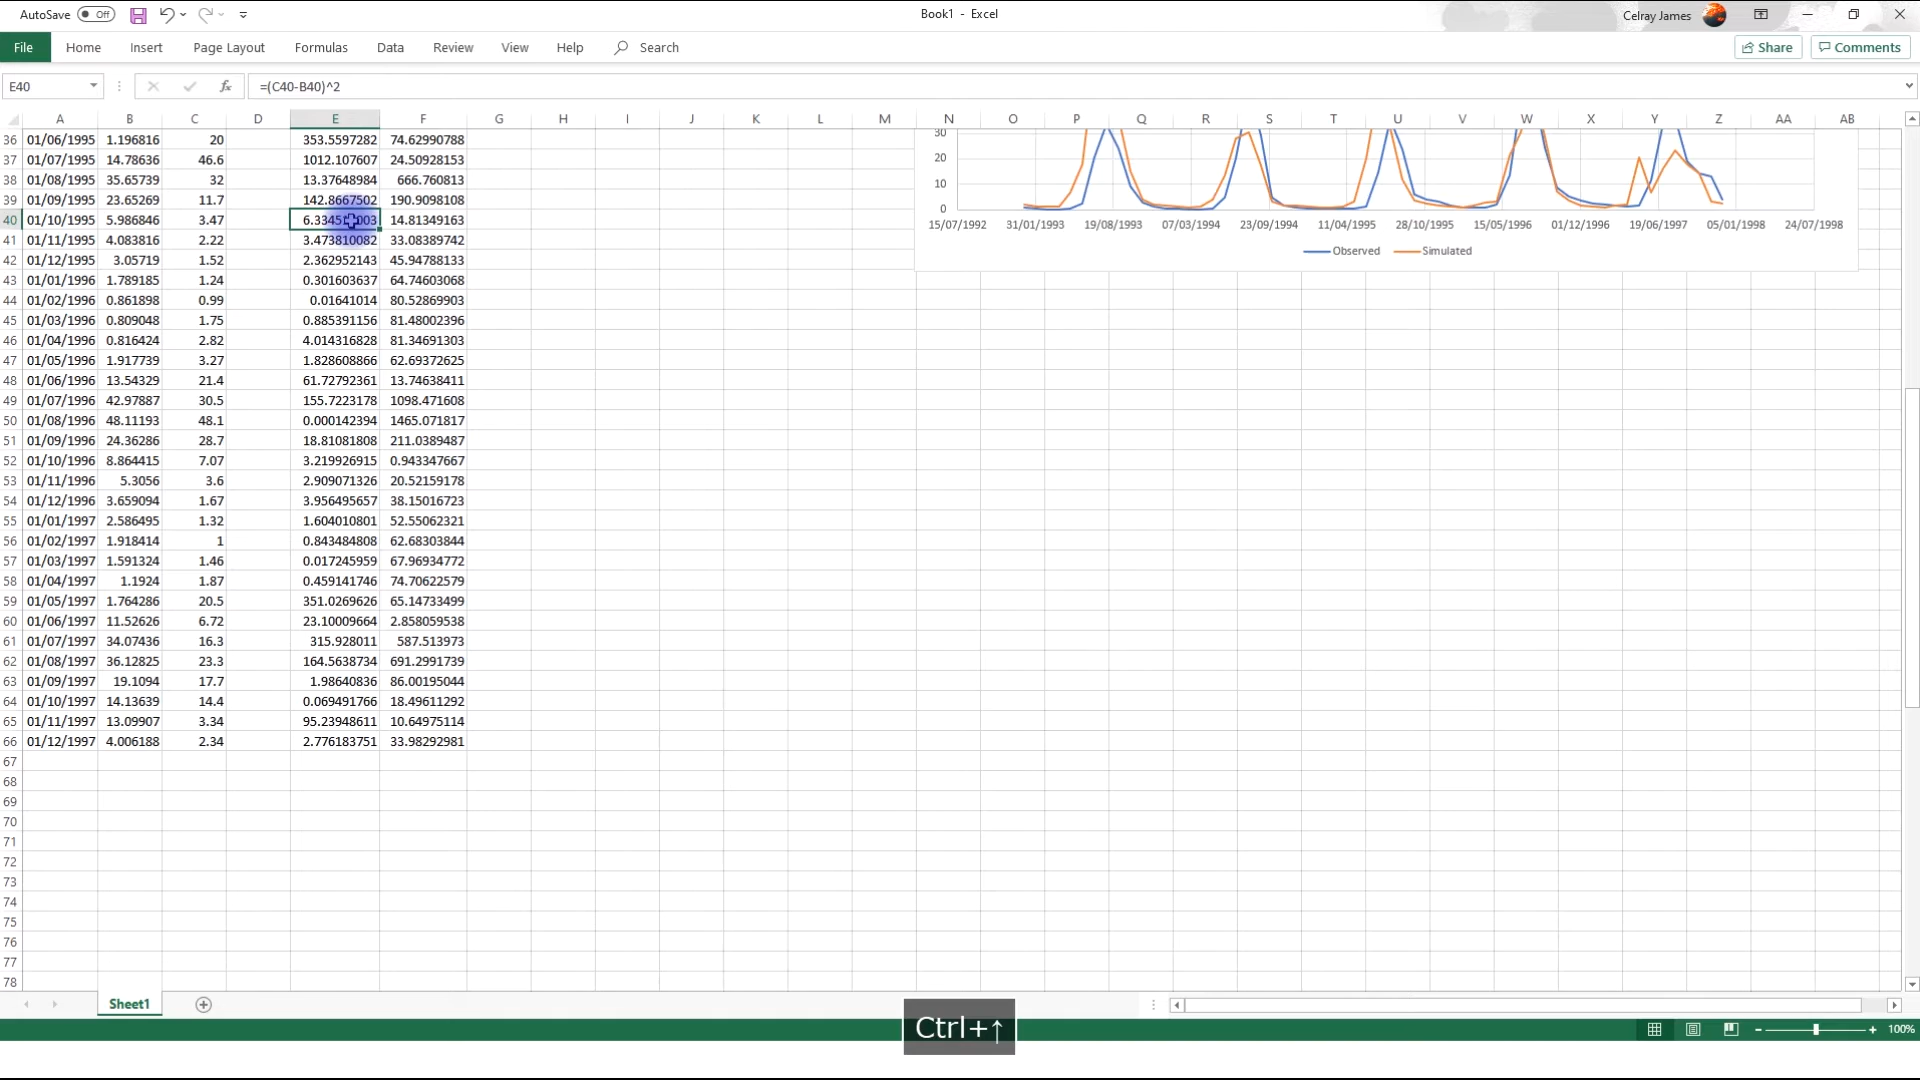 AutoSave Off Book1 - Excel Celray James
File Home Insert Page Layout Formulas Data Review View Help Search Share Comments
E40 fx =(C40-B40)^2
A B C D E F G H I J K L M N O P Q R S T U V W X Y Z AA AB
36 01/06/1995 1.196816 20 353.5597282 74.62990788
37 01/07/1995 14.78636 46.6 1012.107607 24.50928153
38 01/08/1995 35.65739 32 13.37648984 666.760813
39 01/09/1995 23.65269 11.7 142.8667502 190.9098108
40 01/10/1995 5.986846 3.47 14.81349163
41 01/11/1995 4.083816 2.22 3.473810082 33.08389742
42 01/12/1995 3.05719 1.52 2.362952143 45.94788133
43 01/01/1996 1.789185 1.24 0.301603637 64.74603068
44 01/02/1996 0.861898 0.99 0.01641014 80.52869903
45 01/03/1996 0.809048 1.75 0.885391156 81.48002396
46 01/04/1996 0.816424 2.82 4.014316828 81.34691303
47 01/05/1996 1.917739 3.27 1.828608866 62.69372625
48 01/06/1996 13.54329 21.4 61.72792361 13.74638411
49 01/07/1996 42.97887 30.5 155.7223178 1098.471608
50 01/08/1996 48.11193 48.1 0.000142394 1465.071817
51 01/09/1996 24.36286 28.7 18.81081808 211.0389487
52 01/10/1996 8.864415 7.07 3.219926915 0.943347667
53 01/11/1996 5.3056 3.6 2.909071326 20.52159178
54 01/12/1996 3.659094 1.67 3.956495657 38.15016723
55 01/01/1997 2.586495 1.32 1.604010801 52.55062321
56 01/02/1997 1.918414 1 0.843484808 62.68303844
57 01/03/1997 1.591324 1.46 0.017245959 67.96934772
58 01/04/1997 1.1924 1.87 0.459141746 74.70622579
59 01/05/1997 1.764286 20.5 351.0269626 65.14733499
60 01/06/1997 11.52626 6.72 23.10009664 2.858059538
61 01/07/1997 34.07436 16.3 315.928011 587.513973
62 01/08/1997 36.12825 23.3 164.5638734 691.2991739
63 01/09/1997 19.1094 17.7 1.98640836 86.00195044
64 01/10/1997 14.13639 14.4 0.069491766 18.49611292
65 01/11/1997 13.09907 3.34 95.23948611 10.64975114
66 01/12/1997 4.006188 2.34 2.776183751 33.98292981
67
68
69
70
71
72
73
74
75
76
77
78
30
20
10
0
15/07/1992 31/01/1993 19/08/1993 07/03/1994 23/09/1994 11/04/1995 28/10/1995 15/05/1996 01/12/1996 19/06/1997 05/01/1998 24/07/1998
Observed Simulated
Sheet1
Ctrl+↑
100%